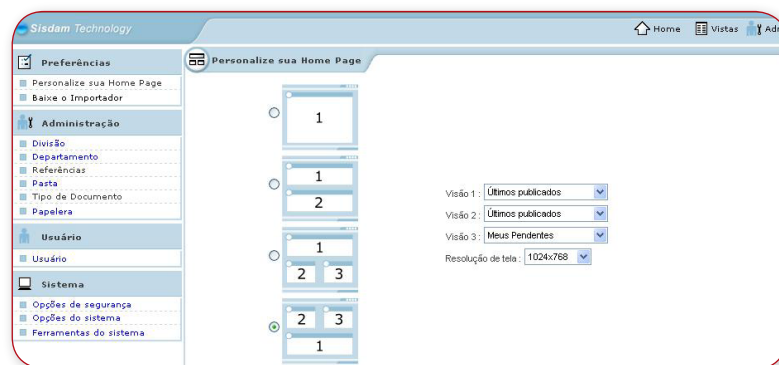 Sisdam Technology
Home
Vistas
Adm
Preferências
Personalize sua Home Page
Baixe o Importador
Administração
Divisão
Departamento
Referências
Pasta
Tipo de Documento
Papelera
Usuário
Usuário
Sistema
Opções de segurança
Opções do sistema
Ferramentas do sistema
Personalize sua Home Page
1
1
2
1
2 3
2 3
1
Visão 1 : Últimos publicados
Visão 2 : Últimos publicados
Visão 3 : Meus Pendentes
Resolução de tela : 1024x768